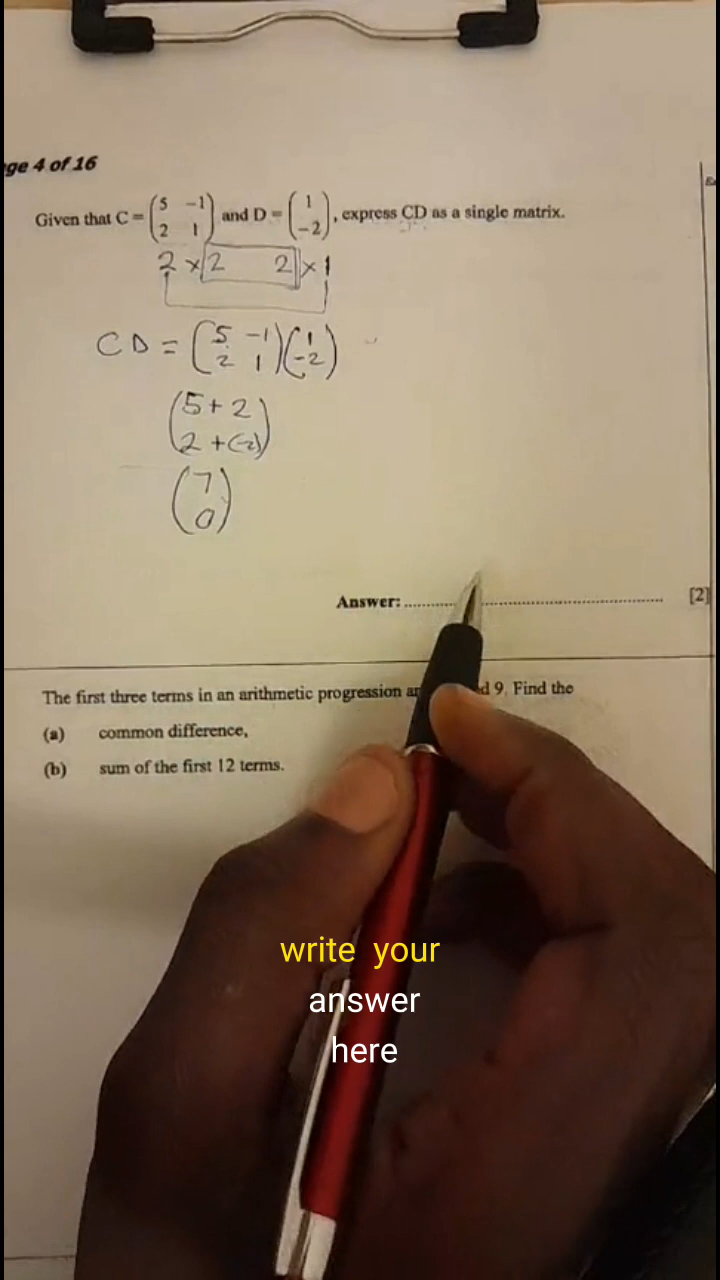 ge 4 of 16
Given that C = (5 -1 2 1) and D = (1 -2), express CD as a single matrix.
2 × 2 2 × 1
CD = (5 -1 2 1)(1 -2)
(5 + 2
2 + (-2))
(7
0)
Answer: ........................................ [2]
The first three terms in an arithmetic progression d 9. Find the
(a) common difference,
(b) sum of the first 12 terms.
write your
answer
here